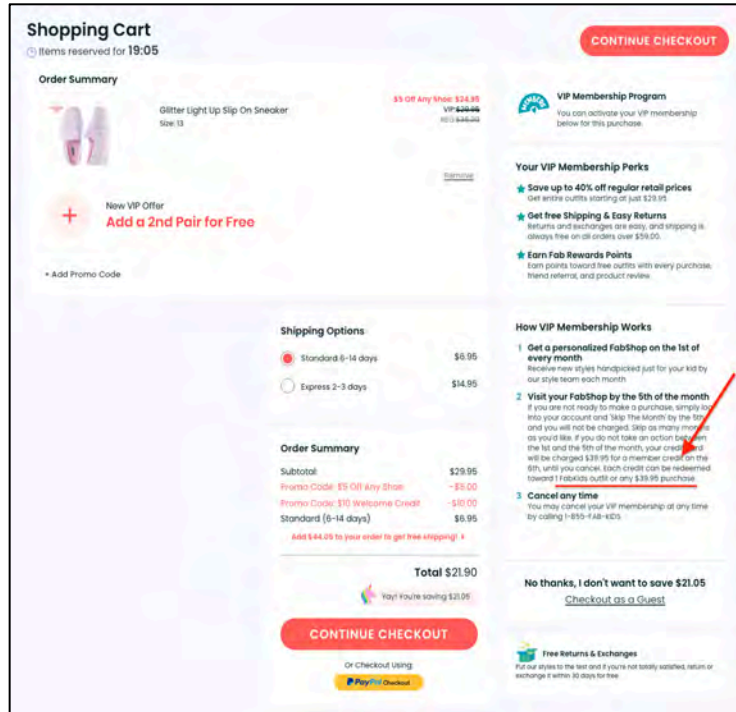 Shopping Cart
Items reserved for 19:05
CONTINUE CHECKOUT
Order Summary
Glitter Light Up Slip On Sneaker
Size: 13
$5 Off Any Shoe: $24.95
VIP: $29.95
Remove
New VIP Offer
Add a 2nd Pair for Free
+ Add Promo Code
VIP Membership Program
You can activate your VIP membership
below for this purchase.
Your VIP Membership Perks
Save up to 40% off regular retail prices
Get entire outfits starting at just $29.95
Get free Shipping & Easy Returns
Returns and exchanges are easy, and shipping is
always free on all orders over $59.00.
Earn Fab Rewards Points
Earn points toward free outfits with every purchase,
friend referral, and product review.
Shipping Options
Standard 6-14 days $6.95
Express 2-3 days $14.95
Order Summary
Subtotal: $29.95
Promo Code: $5 Off Any Shoe: -$5.00
Promo Code: $10 Welcome Credit -$10.00
Standard (6-14 days) $6.95
Add $44.05 to your order to get free shipping!
Total $21.90
Yay! You're saving $21.05
CONTINUE CHECKOUT
Or Checkout Using:
PayPal Checkout
How VIP Membership Works
1 Get a personalized FabShop on the 1st of
every month
Receive new styles handpicked just for your kid by
our style team each month
2 Visit your FabShop by the 5th of the month
If you are not ready to make a purchase, simply log
into your account and 'Skip The Month' by the 5th
and you will not be charged. Skip as many months
as you'd like. If you do not take an action between
the 1st and the 5th of the month, your credit card
will be charged $39.95 for a member credit on the
6th, until you cancel. Each credit can be redeemed
toward 1 FabKids outfit or any $39.95 purchase.
3 Cancel any time
You may cancel your VIP membership at any time
by calling 1-855-FAB-KIDS
No thanks, I don't want to save $21.05
Checkout as a Guest
Free Returns & Exchanges
Put our styles to the test and if you're not totally satisfied, return or
exchange it within 30 days for free